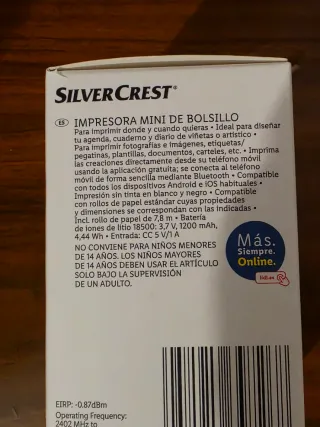 SILVERCREST®
ES IMPRESORA MINI DE BOLSILLO
Para imprimir donde y cuando quieras • Ideal para diseñar
tu agenda, cuaderno y diario de viñetas o artístico •
Para imprimir fotografías e imágenes, etiquetas/
pegatinas, plantillas, documentos, carteles, etc. • Imprima
las creaciones directamente desde su teléfono móvil
usando la aplicación gratuita; se conecta al teléfono
móvil de forma sencilla mediante Bluetooth • Compatible
con todos los dispositivos Android e iOS habituales •
Impresión sin tinta en blanco y negro • Compatible
con rollos de papel estándar cuyas propiedades
y dimensiones se correspondan con las indicadas •
Incl. rollo de papel de 7,8 m • Batería
de iones de litio 18500: 3,7 V, 1200 mAh,
4,44 Wh • Entrada: CC 5 V/1 A
NO CONVIENE PARA NIÑOS MENORES
DE 14 AÑOS. LOS NIÑOS MAYORES
DE 14 AÑOS DEBEN USAR EL ARTÍCULO
SOLO BAJO LA SUPERVISIÓN
DE UN ADULTO.
Más.
Siempre.
Online.
EIRP: -0.87dBm
Operating Frequency:
2402 MHz to